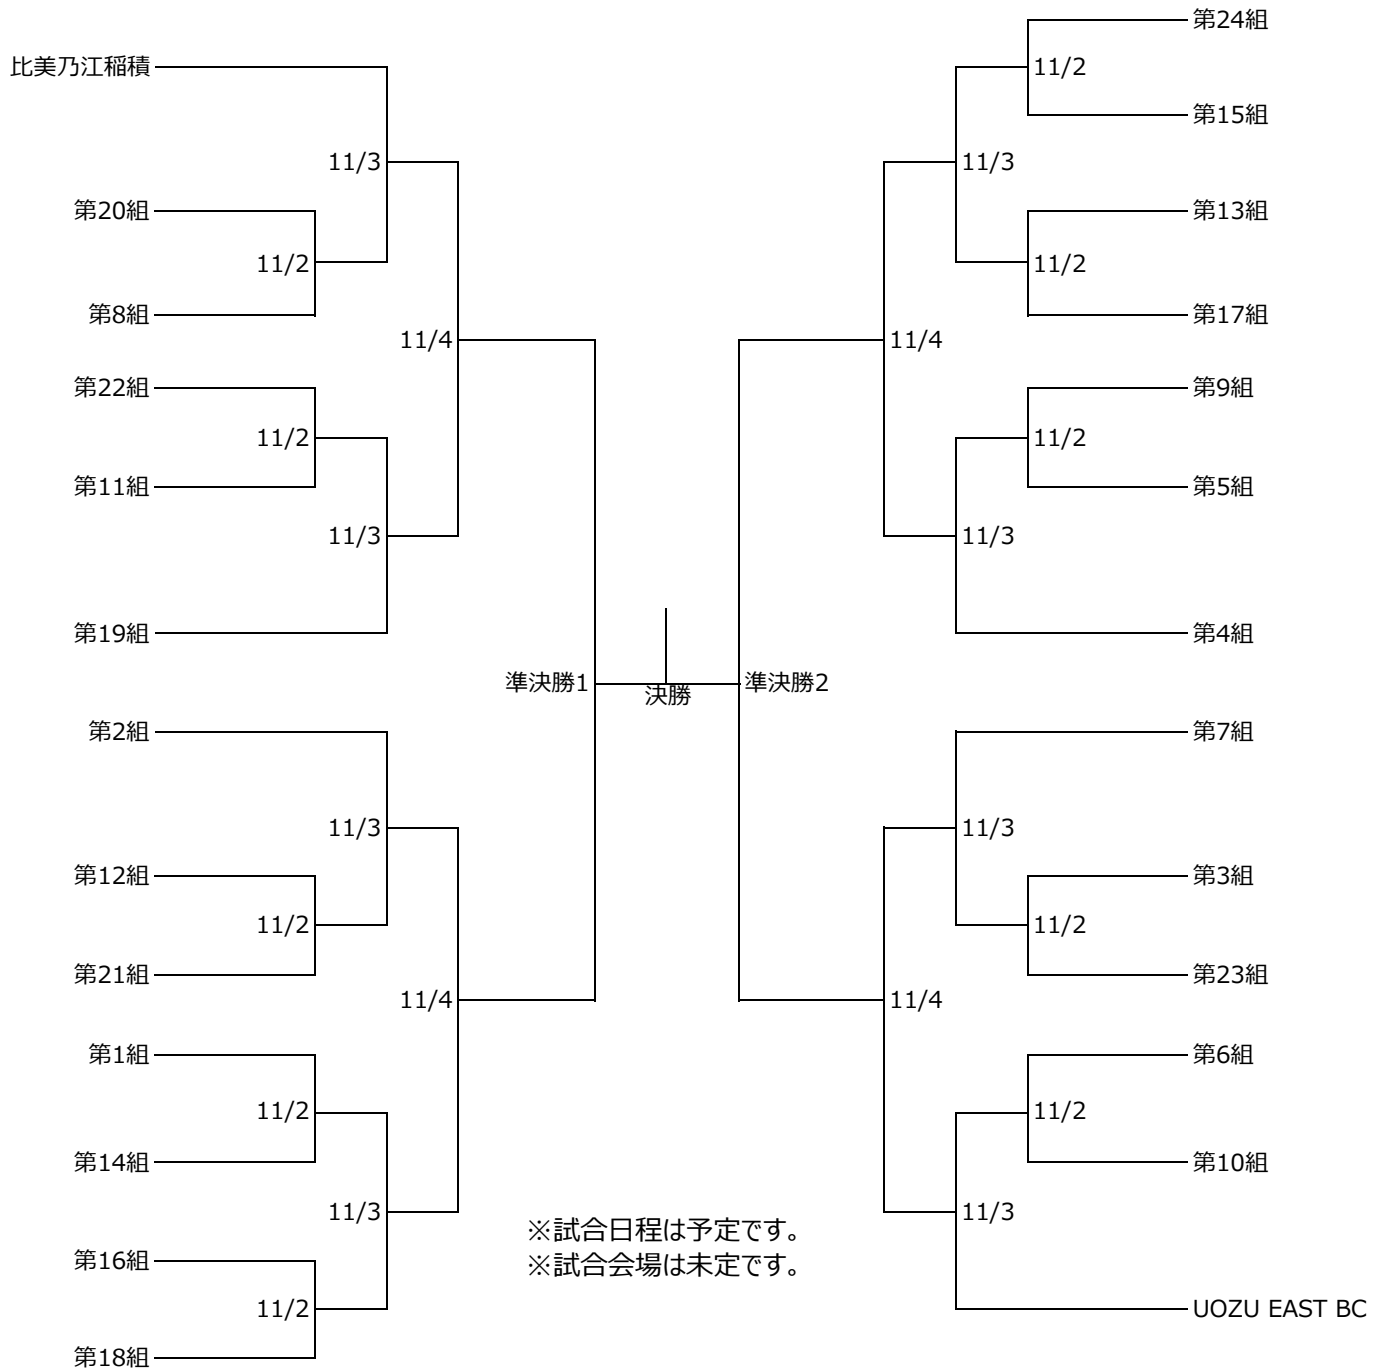 比美乃江稲積
11/3
第20組
11/2
第8組
11/4
第22組
11/2
第11組
11/3
第19組
準決勝1
決勝
準決勝2
第2組
11/3
第12組
11/2
第21組
11/4
第1組
11/2
第14組
11/3
第16組
11/2
第18組
第24組
11/2
第15組
11/3
第13組
11/2
第17組
11/4
第9組
11/2
第5組
11/3
第4組
第7組
11/3
第3組
11/2
第23組
11/4
第6組
11/2
第10組
11/3
UOZU EAST BC
※試合日程は予定です。
※試合会場は未定です。